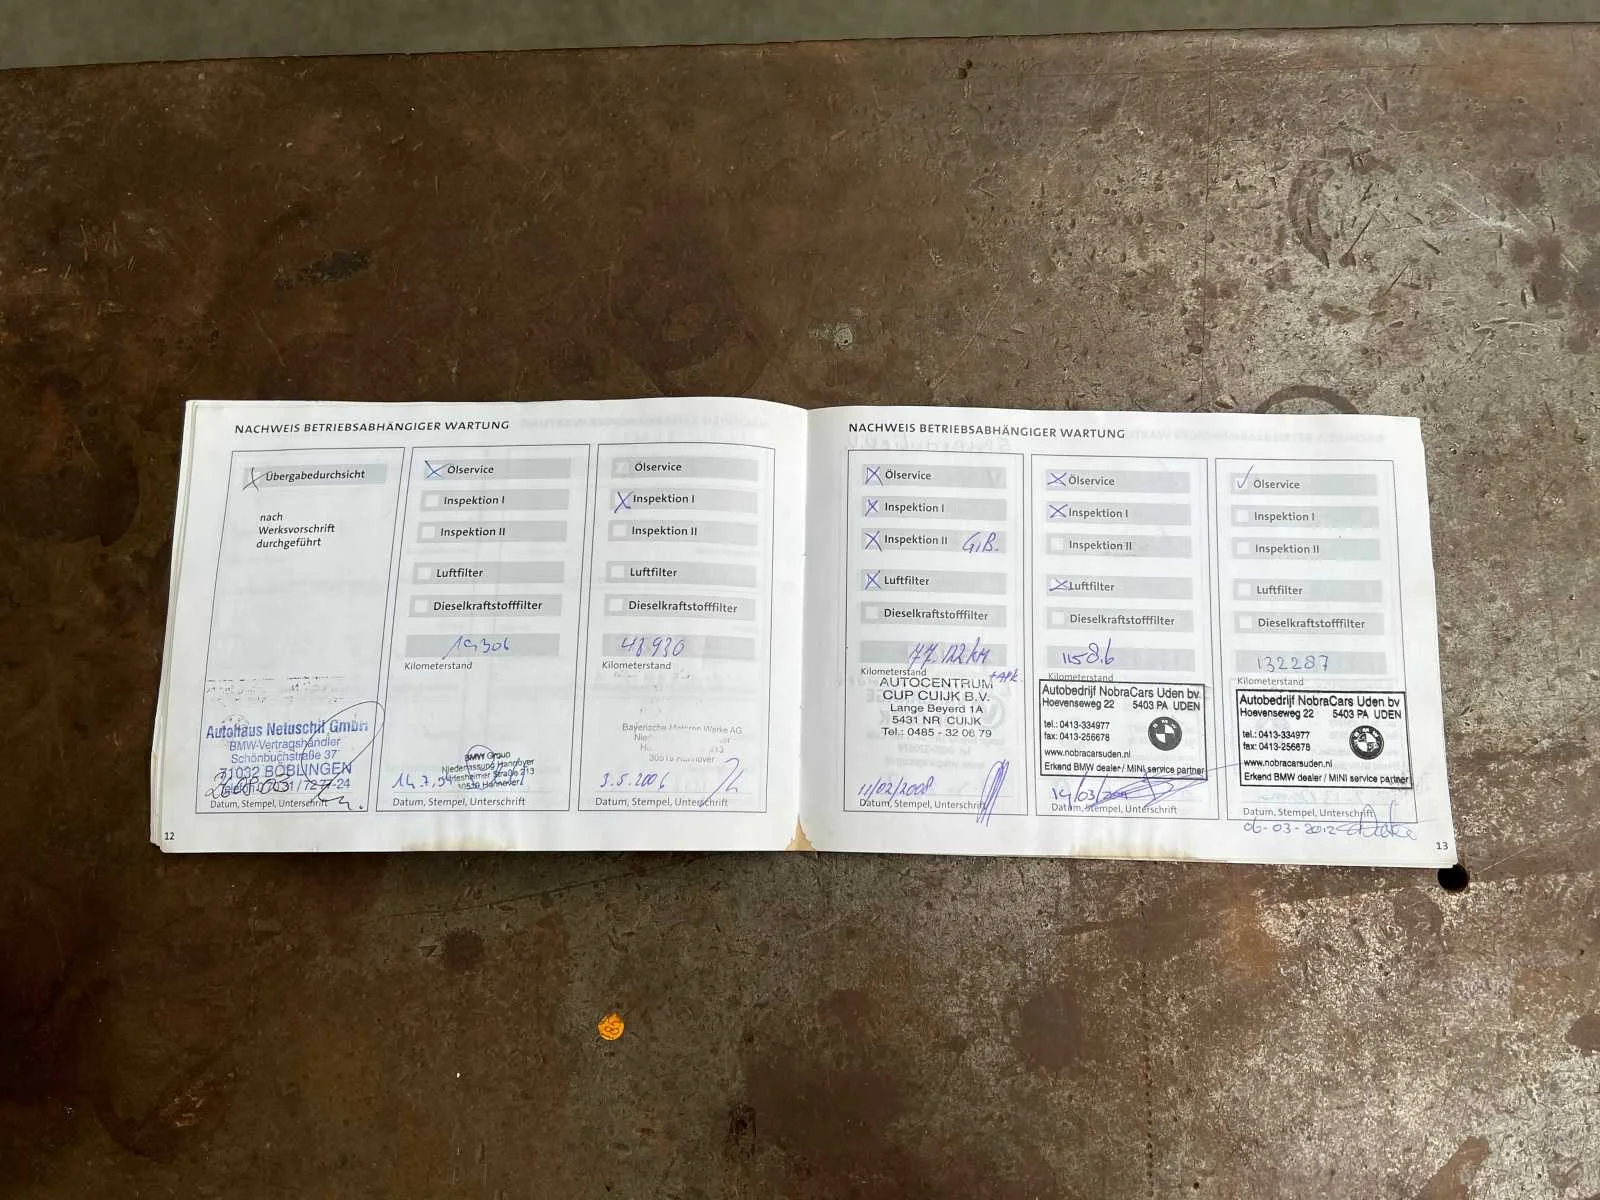 NACHWEIS BETRIEBSABHÄNGIGER WARTUNG
Übergabedurchsicht
nach
Werksvorschrift
durchgeführt
Autohaus Netuschil GmbH
BMW-Vertragshändler
Schönbuchstraße 37
71032 BÖBLINGEN
Datum, Stempel, Unterschrift
Ölservice
Inspektion I
Inspektion II
Luftfilter
Dieselkraftstofffilter
19306
Kilometerstand
BMW Group
Niederlassung Hannover
30519 Hannover
Datum, Stempel, Unterschrift
Ölservice
Inspektion I
Inspektion II
Luftfilter
Dieselkraftstofffilter
48930
Kilometerstand
Bayerische Motoren Werke AG
3.5.2006
Datum, Stempel, Unterschrift
12
NACHWEIS BETRIEBSABHÄNGIGER WARTUNG
Ölservice
Inspektion I
Inspektion II G.B.
Luftfilter
Dieselkraftstofffilter
77.122 km
Kilometerstand
+APK
AUTOCENTRUM
CUP CUIJK B.V.
Lange Beyerd 1A
5431 NR CUIJK
Tel.: 0485 - 32 06 79
11/02/2008
Datum, Stempel, Unterschrift
Ölservice
Inspektion I
Inspektion II
Luftfilter
Dieselkraftstofffilter
Kilometerstand
Autobedrijf NobraCars Uden bv
Hoevenseweg 22 5403 PA UDEN
tel.: 0413-334977
fax: 0413-256678
www.nobracarsuden.nl
Erkend BMW dealer / MINI service partner
14/03/
Datum, Stempel, Unterschrift
Ölservice
Inspektion I
Inspektion II
Luftfilter
Dieselkraftstofffilter
132287
Kilometerstand
Autobedrijf NobraCars Uden bv
Hoevenseweg 22 5403 PA UDEN
tel.: 0413-334977
fax: 0413-256678
www.nobracarsuden.nl
Erkend BMW dealer / MINI service partner
Datum, Stempel, Unterschrift
06-03-2012
13